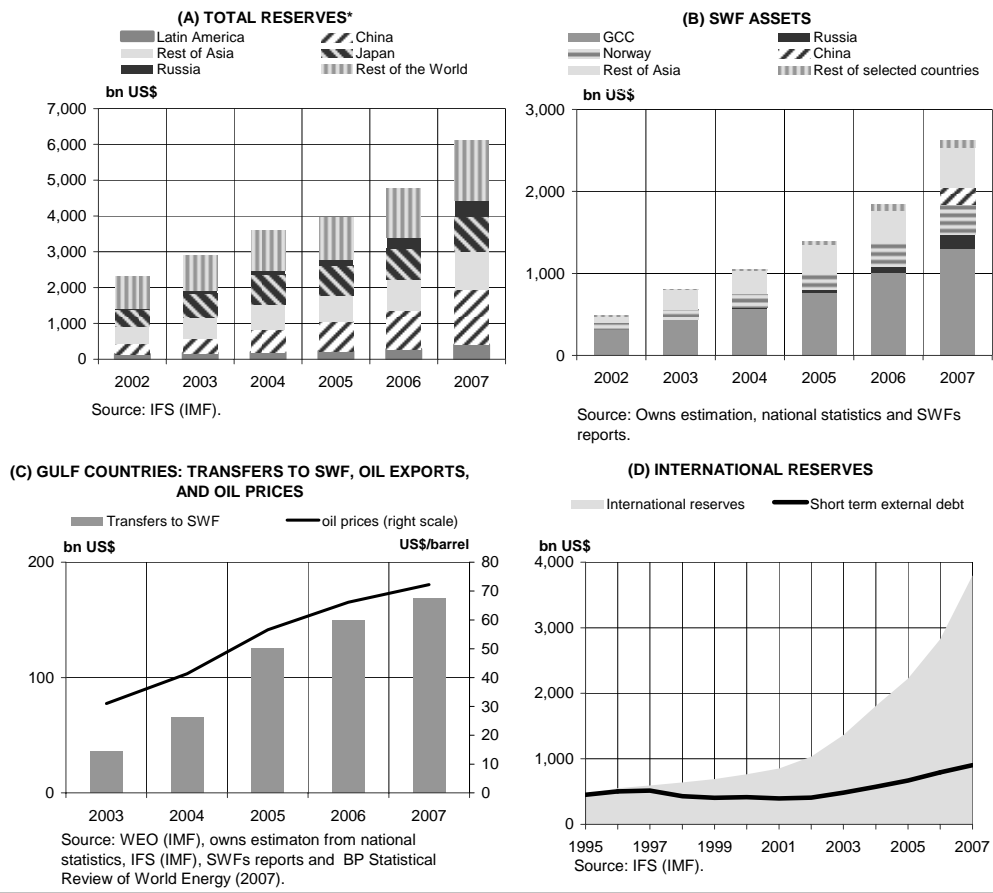 (A) TOTAL RESERVES*
Latin America China
Rest of Asia Japan
Russia Rest of the World
bn US$
7,000
6,000
5,000
4,000
3,000
2,000
1,000
0
2002 2003 2004 2005 2006 2007
Source: IFS (IMF).
(B) SWF ASSETS
GCC Russia
Norway China
Rest of Asia Rest of selected countries
bn US$
3,000
2,000
1,000
0
2002 2003 2004 2005 2006 2007
Source: Owns estimation, national statistics and SWFs
reports.
(C) GULF COUNTRIES: TRANSFERS TO SWF, OIL EXPORTS,
AND OIL PRICES
Transfers to SWF oil prices (right scale)
bn US$ US$/barrel
200 80
70
60
50
100 40
30
20
10
0 0
2003 2004 2005 2006 2007
Source: WEO (IMF), owns estimaton from national
statistics, IFS (IMF), SWFs reports and BP Statistical
Review of World Energy (2007).
(D) INTERNATIONAL RESERVES
International reserves Short term external debt
bn US$
4,000
3,000
2,000
1,000
0
1995 1997 1999 2001 2003 2005 2007
Source: IFS (IMF).